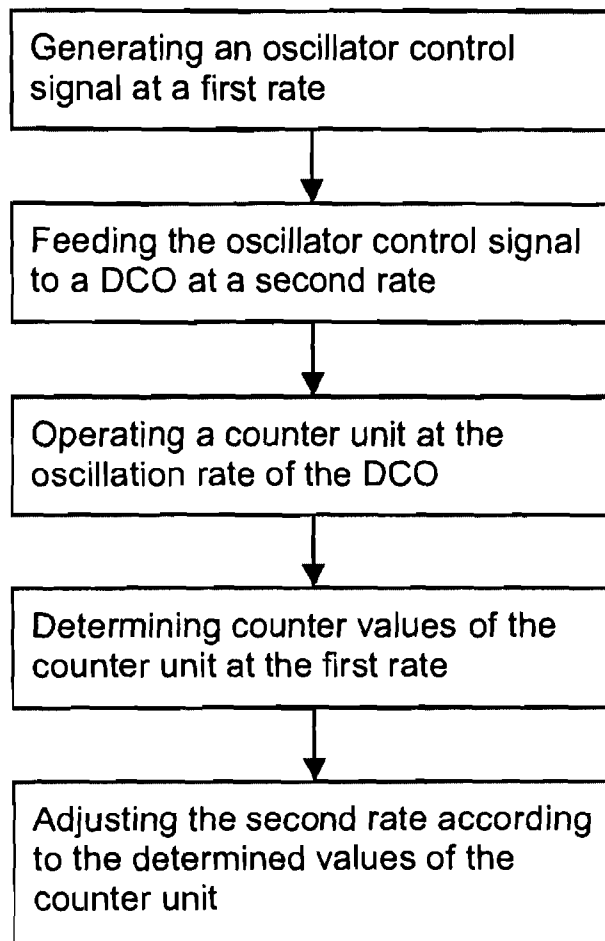 Generating an oscillator control
signal at a first rate
Feeding the oscillator control signal
to a DCO at a second rate
Operating a counter unit at the
oscillation rate of the DCO
Determining counter values of the
counter unit at the first rate
Adjusting the second rate according
to the determined values of the
counter unit